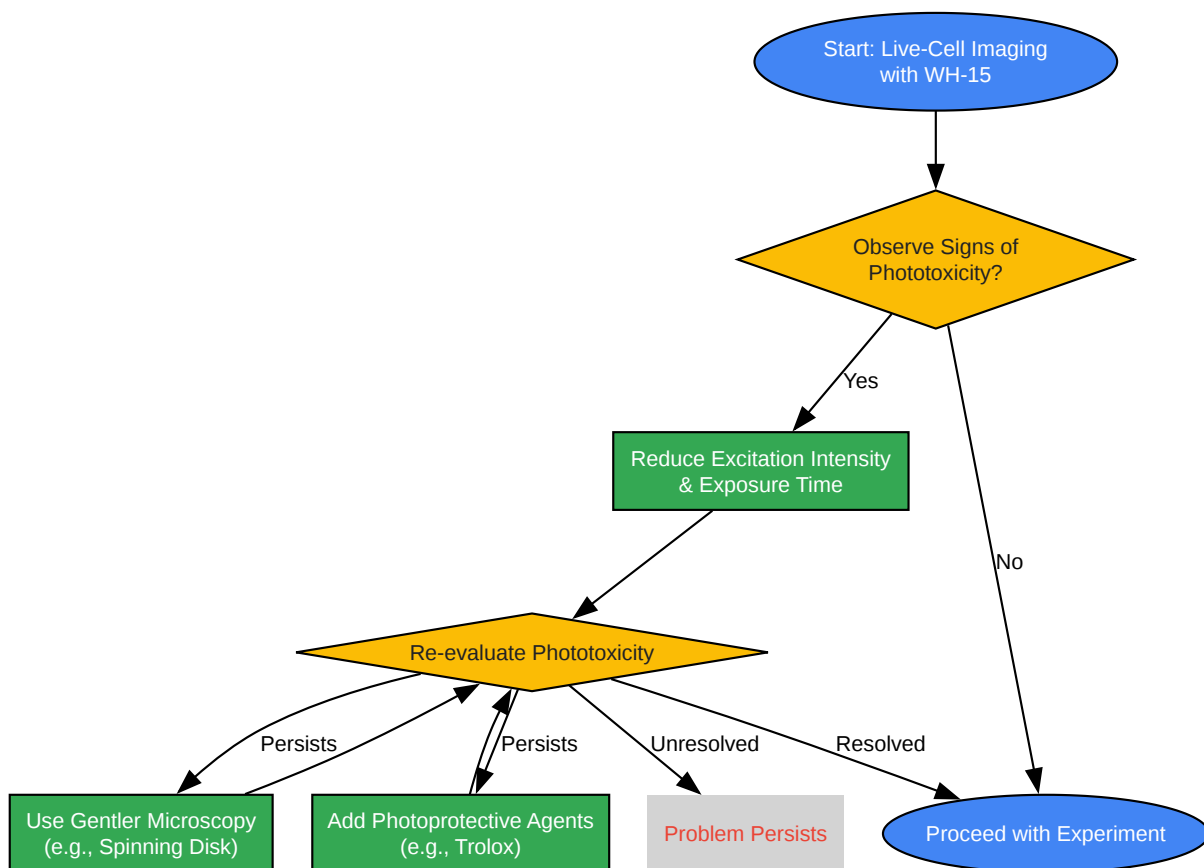 Start: Live-Cell Imaging
with WH-15
Observe Signs of
Phototoxicity?
Yes
Reduce Excitation Intensity
& Exposure Time
No
Re-evaluate Phototoxicity
Persists
Persists
Unresolved
Resolved
Use Gentler Microscopy
(e.g., Spinning Disk)
Add Photoprotective Agents
(e.g., Trolox)
Problem Persists
Proceed with Experiment